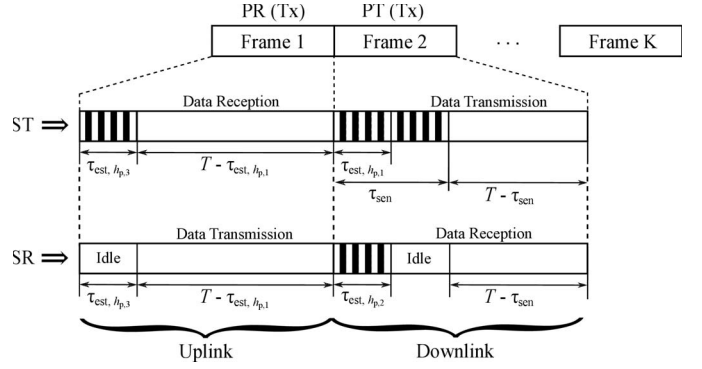 PR (Tx) PT (Tx)
Frame 1 Frame 2 ... Frame K
Data Reception Data Transmission
ST ⇒
τest, hp,3 T - τest, hp,1 τest, hp,1
τsen T - τsen
Data Transmission Data Reception
SR ⇒ Idle Idle
τest, hp,3 T - τest, hp,1 τest, hp,2 T - τsen
Uplink Downlink